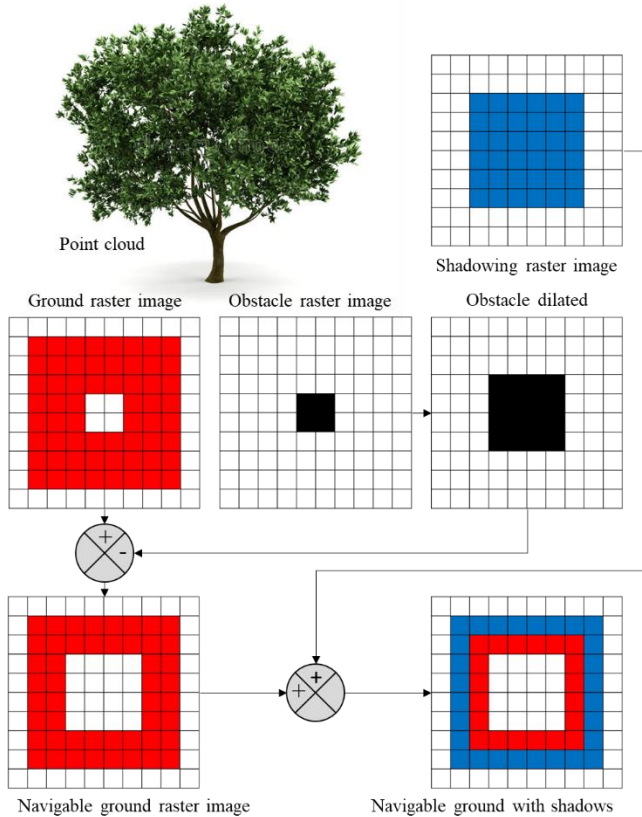 Point cloud
Shadowing raster image
Ground raster image
Obstacle raster image
Obstacle dilated
+
-
+
+
Navigable ground raster image
Navigable ground with shadows